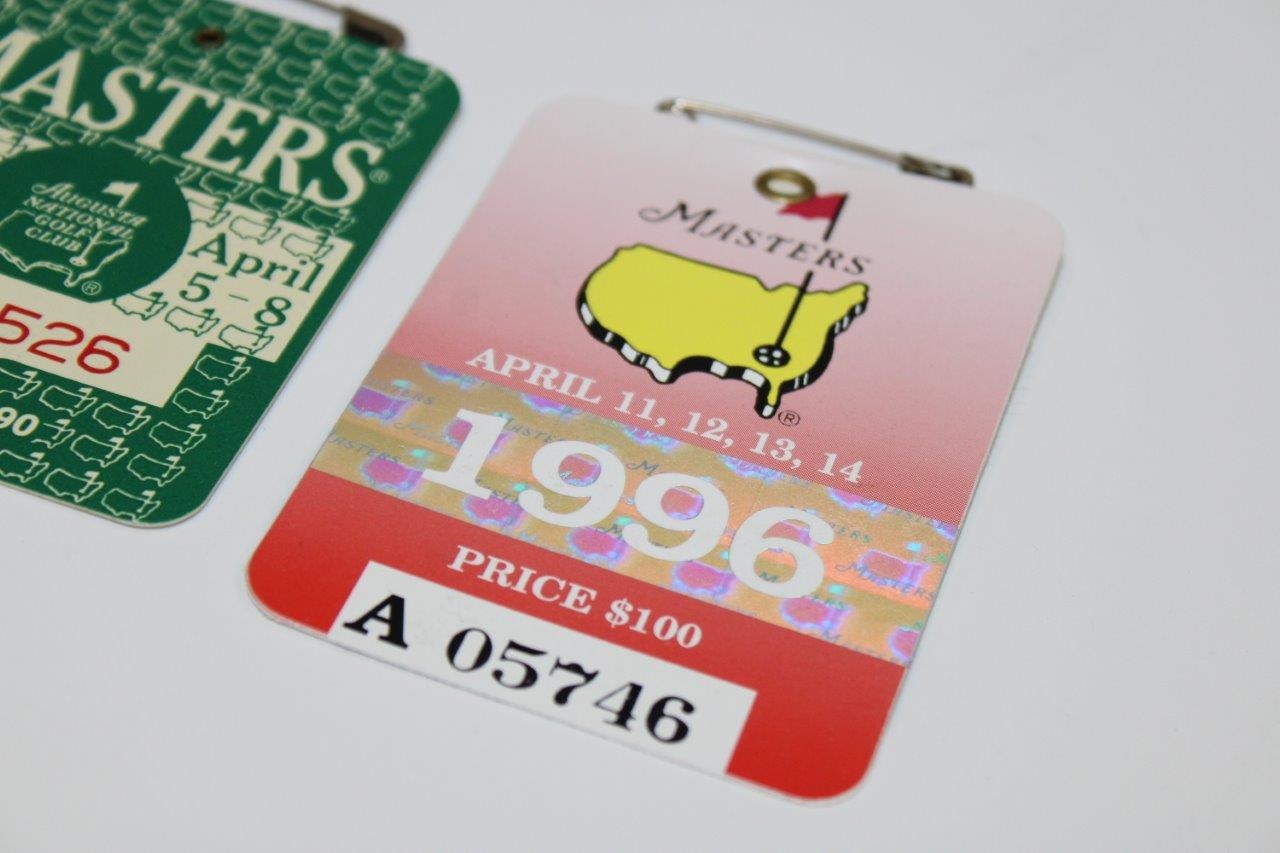 MASTERS®
AUGUSTA
NATIONAL
GOLF
CLUB
®
April
5 - 8
526
90
MASTERS
®
APRIL 11, 12, 13, 14
1996
PRICE $100
A 05746